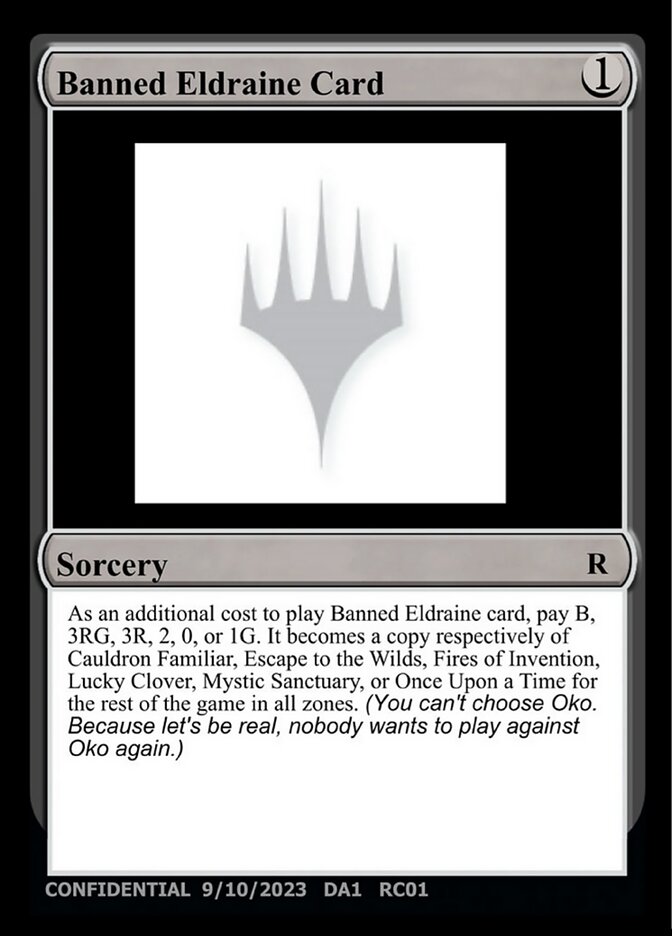 Banned Eldraine Card 1
Sorcery R
As an additional cost to play Banned Eldraine card, pay B,
3RG, 3R, 2, 0, or 1G. It becomes a copy respectively of
Cauldron Familiar, Escape to the Wilds, Fires of Invention,
Lucky Clover, Mystic Sanctuary, or Once Upon a Time for
the rest of the game in all zones. (You can't choose Oko.
Because let's be real, nobody wants to play against
Oko again.)
CONFIDENTIAL 9/10/2023 DA1 RC01